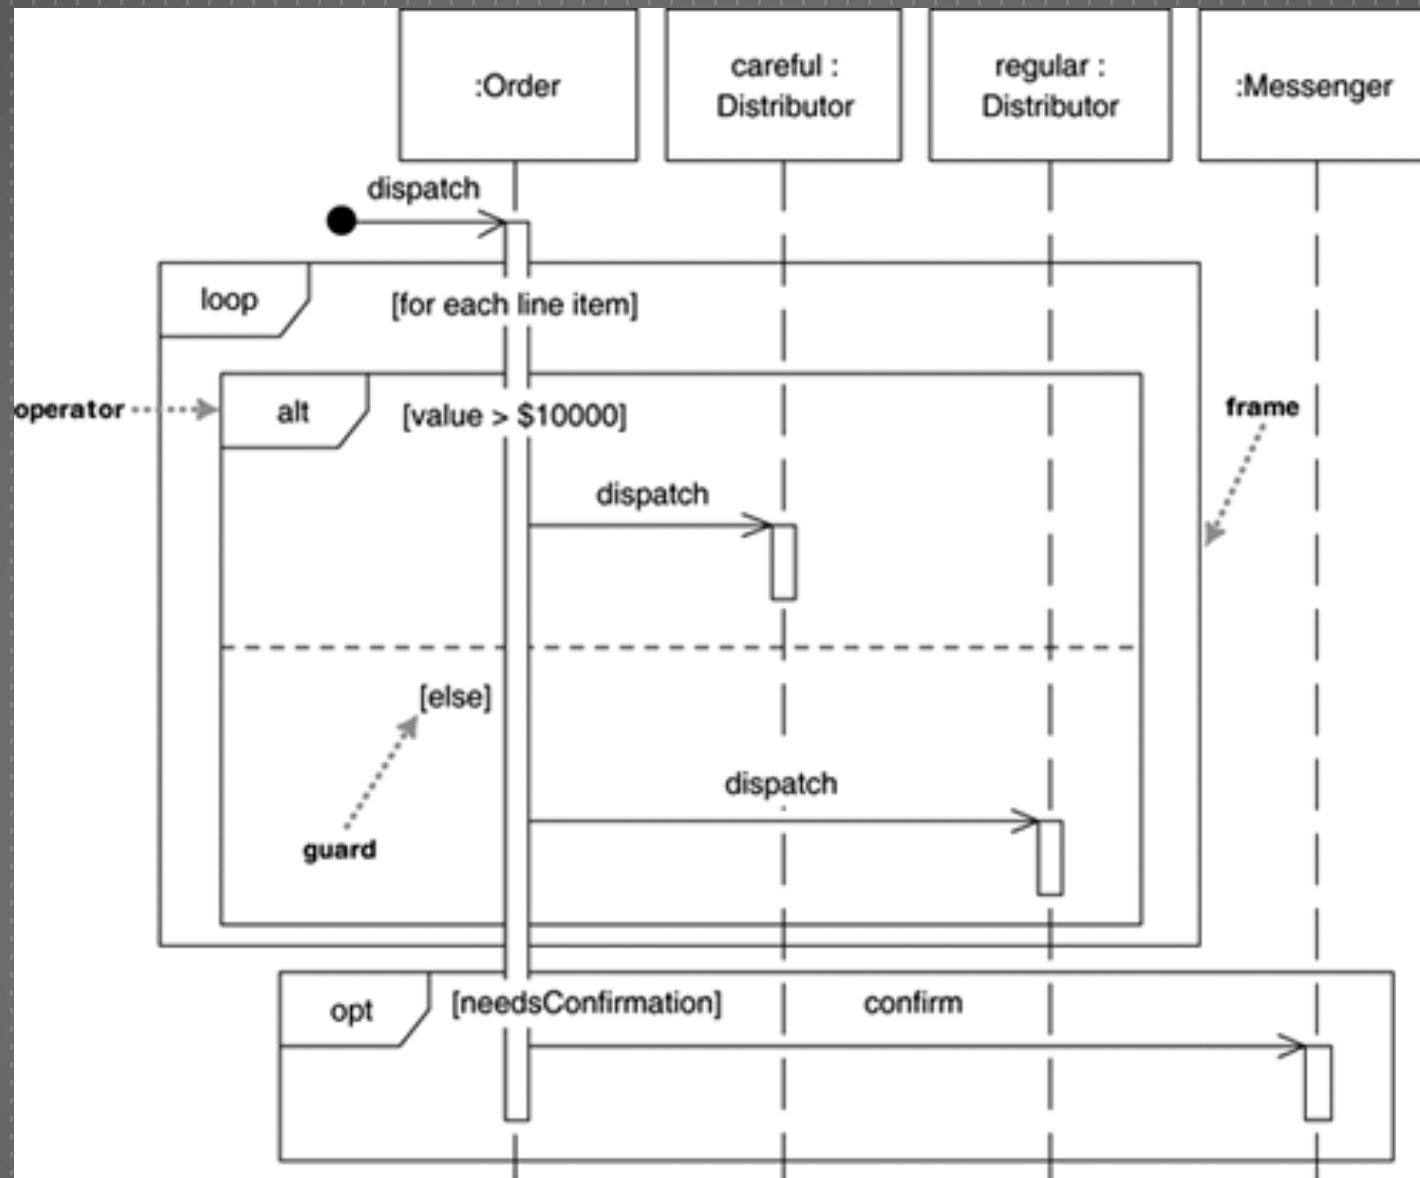 :Order
careful :
Distributor
regular :
Distributor
:Messenger
dispatch
loop
[for each line item]
operator
alt
[value > $10000]
frame
dispatch
[else]
dispatch
guard
opt
[needsConfirmation]
confirm